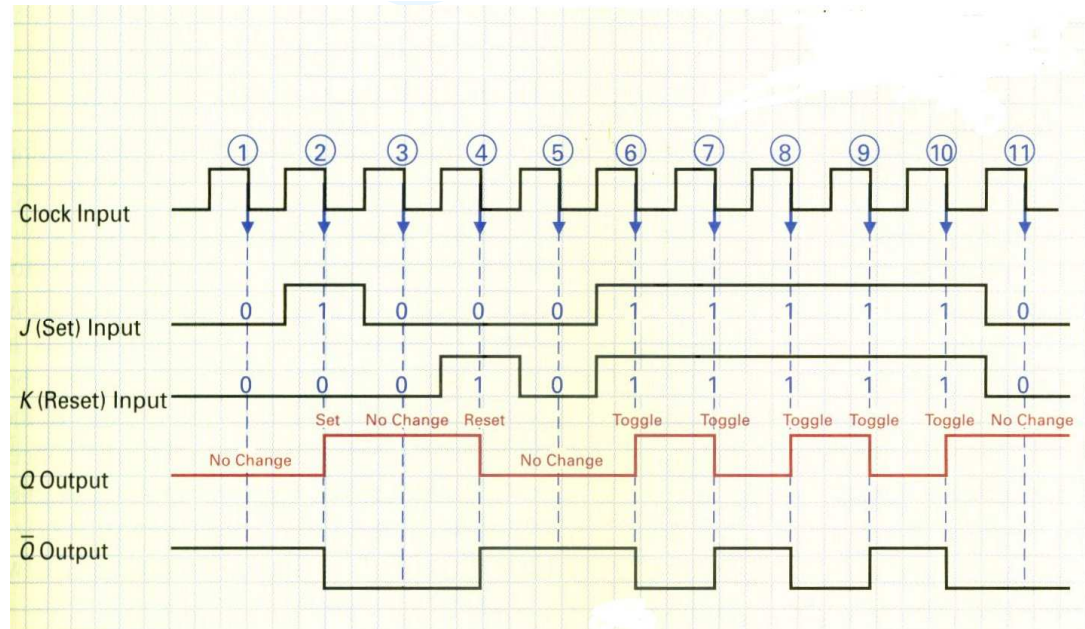 ① ② ③ ④ ⑤ ⑥ ⑦ ⑧ ⑨ ⑩ ⑪
Clock Input
0 1 0 0 0 1 1 1 1 1 0
J (Set) Input
0 0 0 1 0 1 1 1 1 1 0
K (Reset) Input
Set No Change Reset Toggle Toggle Toggle Toggle Toggle No Change
No Change No Change
Q Output
Q̅ Output